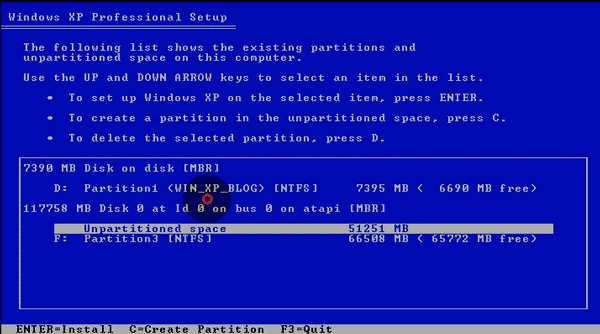 Windows XP Professional Setup
The following list shows the existing partitions and
unpartitioned space on this computer.
Use the UP and DOWN ARROW keys to select an item in the list.
• To set up Windows XP on the selected item, press ENTER.
• To create a partition in the unpartitioned space, press C.
• To delete the selected partition, press D.
7390 MB Disk on disk [MBR]
D: Partition1 (WIN_XP_BLOG) [NTFS] 7395 MB ( 6690 MB free)
117758 MB Disk 0 at Id 0 on bus 0 on atapi [MBR]
Unpartitioned space 51251 MB
F: Partition3 [NTFS] 66508 MB ( 65772 MB free)
ENTER=Install C=Create Partition F3=Quit